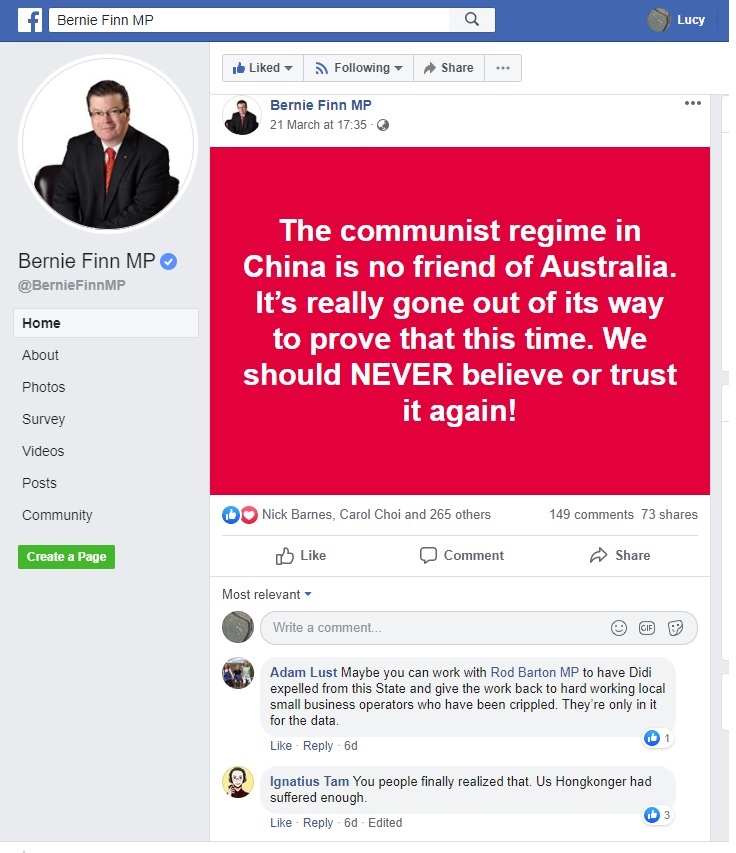 Bernie Finn MP
Lucy
Liked
Following
Share
Bernie Finn MP
@BernieFinnMP
Home
About
Photos
Survey
Videos
Posts
Community
Create a Page
Bernie Finn MP
21 March at 17:35 ·
The communist regime in
China is no friend of Australia.
It’s really gone out of its way
to prove that this time. We
should NEVER believe or trust
it again!
Nick Barnes, Carol Choi and 265 others
149 comments 73 shares
Like
Comment
Share
Most relevant
Write a comment...
GIF
Adam Lust Maybe you can work with Rod Barton MP to have Didi
expelled from this State and give the work back to hard working local
small business operators who have been crippled. They’re only in it
for the data.
1
Like · Reply · 6d
Ignatius Tam You people finally realized that. Us Hongkonger had
suffered enough.
3
Like · Reply · 6d · Edited